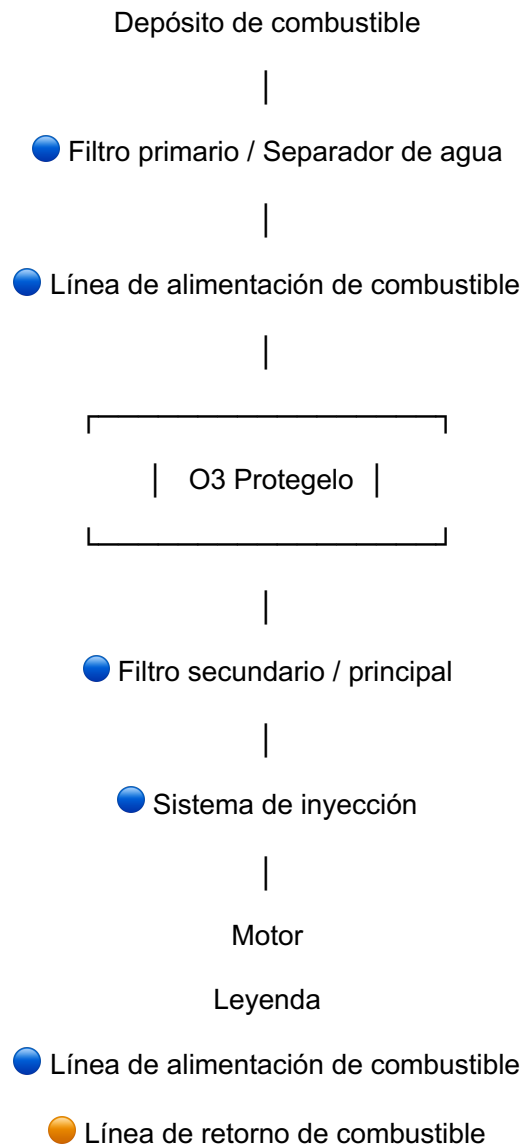 Depósito de combustible
|
🔵 Filtro primario / Separador de agua
|
🔵 Línea de alimentación de combustible
|
┌──────────────────┐
│ O3 Protegelo │
└──────────────────┘
|
🔵 Filtro secundario / principal
|
🔵 Sistema de inyección
|
Motor
Leyenda
🔵 Línea de alimentación de combustible
🟠 Línea de retorno de combustible